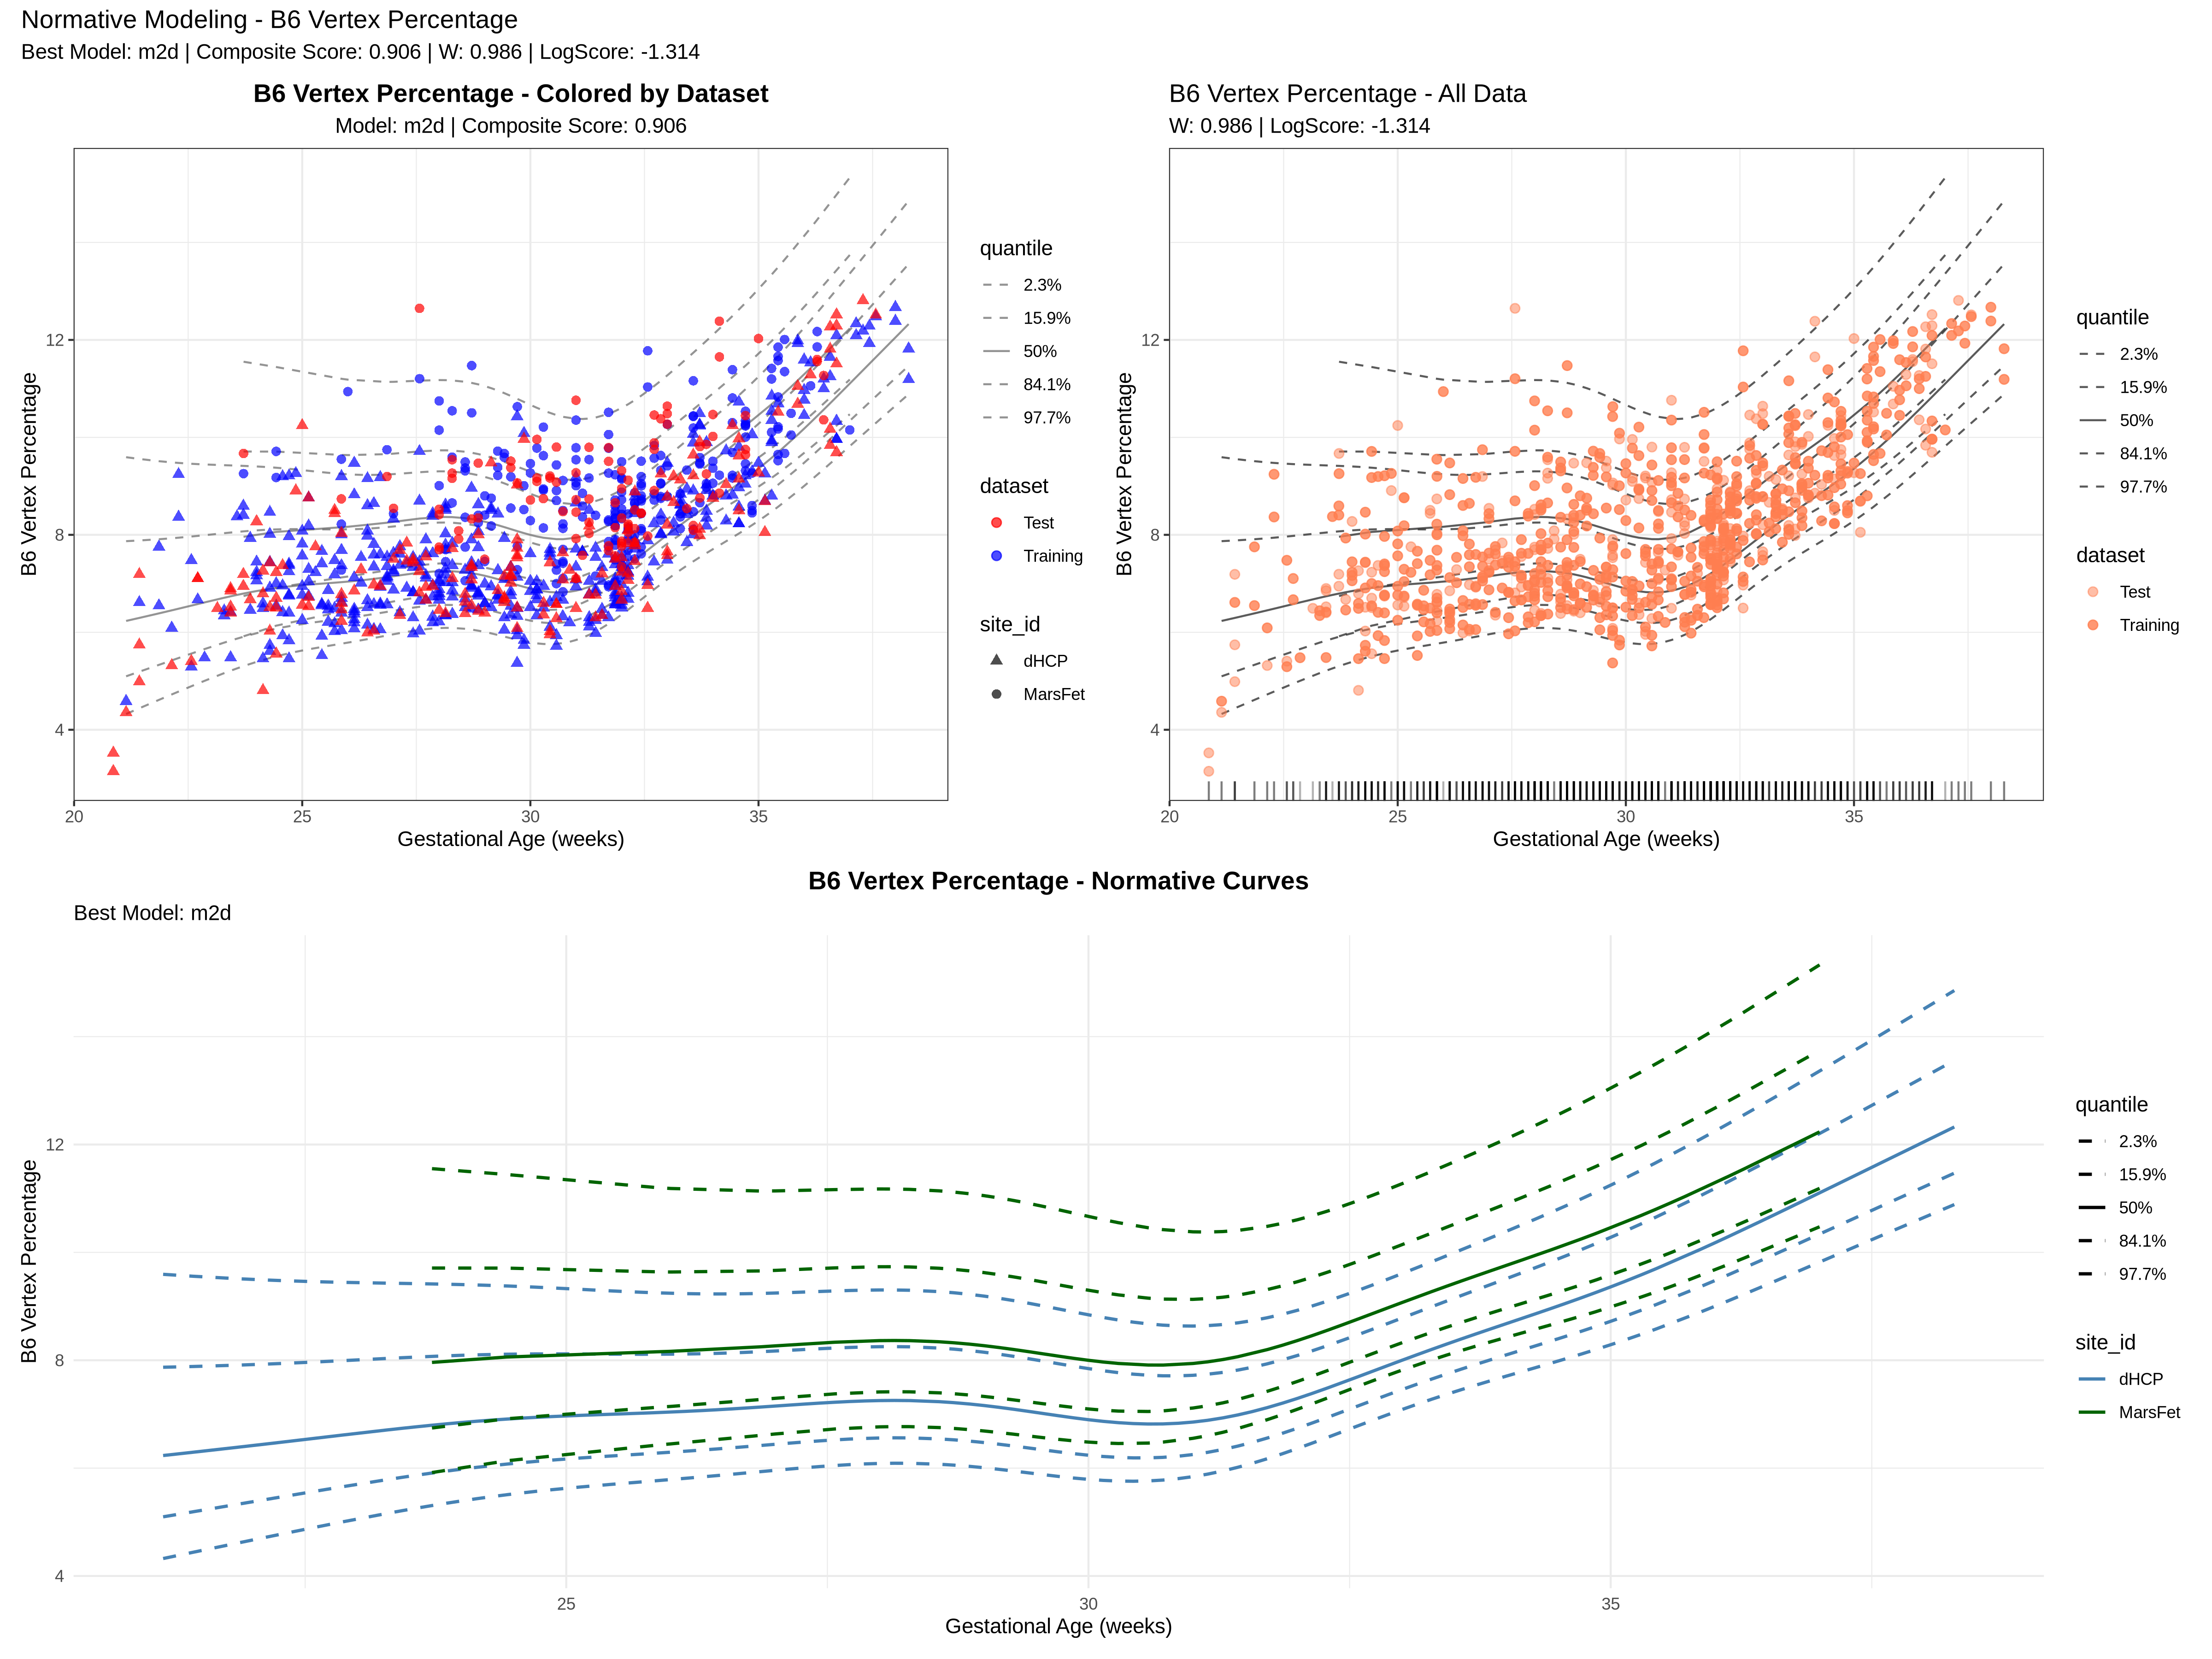 Normative Modeling - B6 Vertex Percentage
Best Model: m2d | Composite Score: 0.906 | W: 0.986 | LogScore: -1.314
B6 Vertex Percentage - Colored by Dataset
Model: m2d | Composite Score: 0.906
B6 Vertex Percentage
12
8
4
20
25
30
35
Gestational Age (weeks)
quantile
2.3%
15.9%
50%
84.1%
97.7%
dataset
Test
Training
site_id
dHCP
MarsFet
B6 Vertex Percentage - All Data
W: 0.986 | LogScore: -1.314
B6 Vertex Percentage
12
8
4
20
25
30
35
Gestational Age (weeks)
quantile
2.3%
15.9%
50%
84.1%
97.7%
dataset
Test
Training
B6 Vertex Percentage - Normative Curves
Best Model: m2d
B6 Vertex Percentage
12
8
4
25
30
35
Gestational Age (weeks)
quantile
2.3%
15.9%
50%
84.1%
97.7%
site_id
dHCP
MarsFet